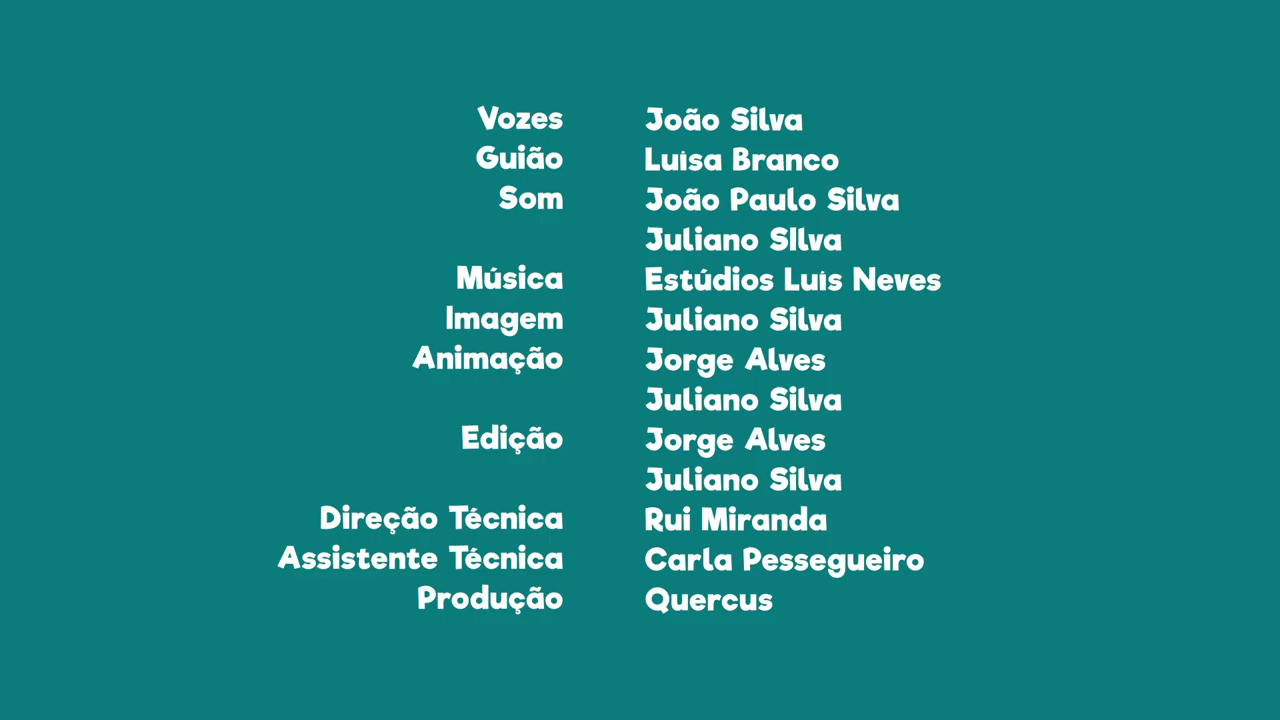 Vozes João Silva
Guião Luísa Branco
Som João Paulo Silva
Juliano SIlva
Música Estúdios Luís Neves
Imagem Juliano Silva
Animação Jorge Alves
Juliano Silva
Edição Jorge Alves
Juliano Silva
Direção Técnica Rui Miranda
Assistente Técnica Carla Pessegueiro
Produção Quercus